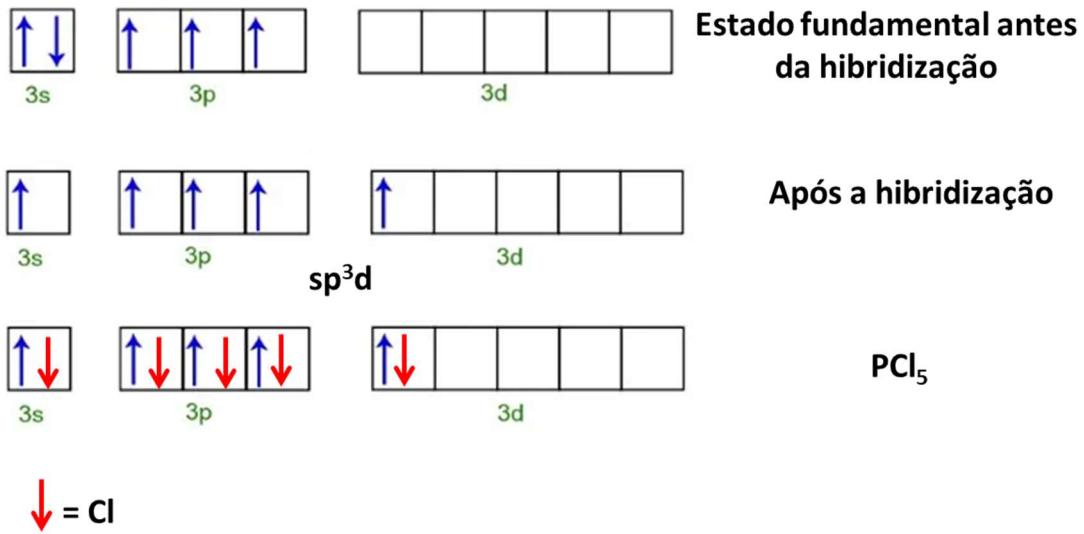 Estado fundamental antes
da hibridização
3s 3p 3d
Após a hibridização
3s 3p 3d
sp³d
PCl₅
3s 3p 3d
= Cl